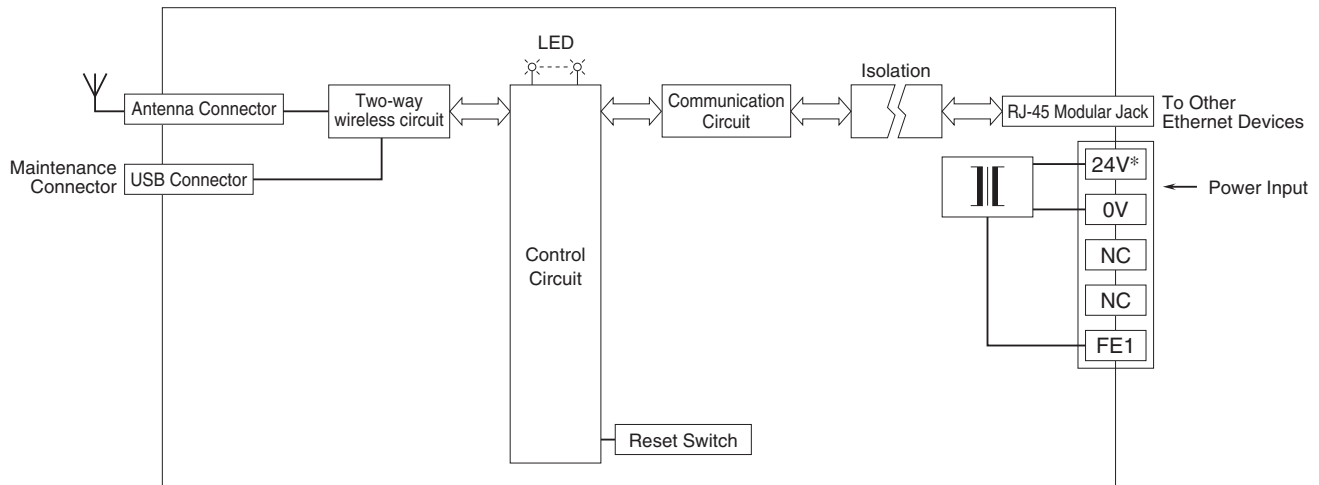 LED
Isolation
Antenna Connector
Two-way
wireless circuit
Communication
Circuit
RJ-45 Modular Jack
To Other
Ethernet Devices
Maintenance
Connector
USB Connector
24V*
Power Input
0V
NC
Control
Circuit
NC
FE1
Reset Switch